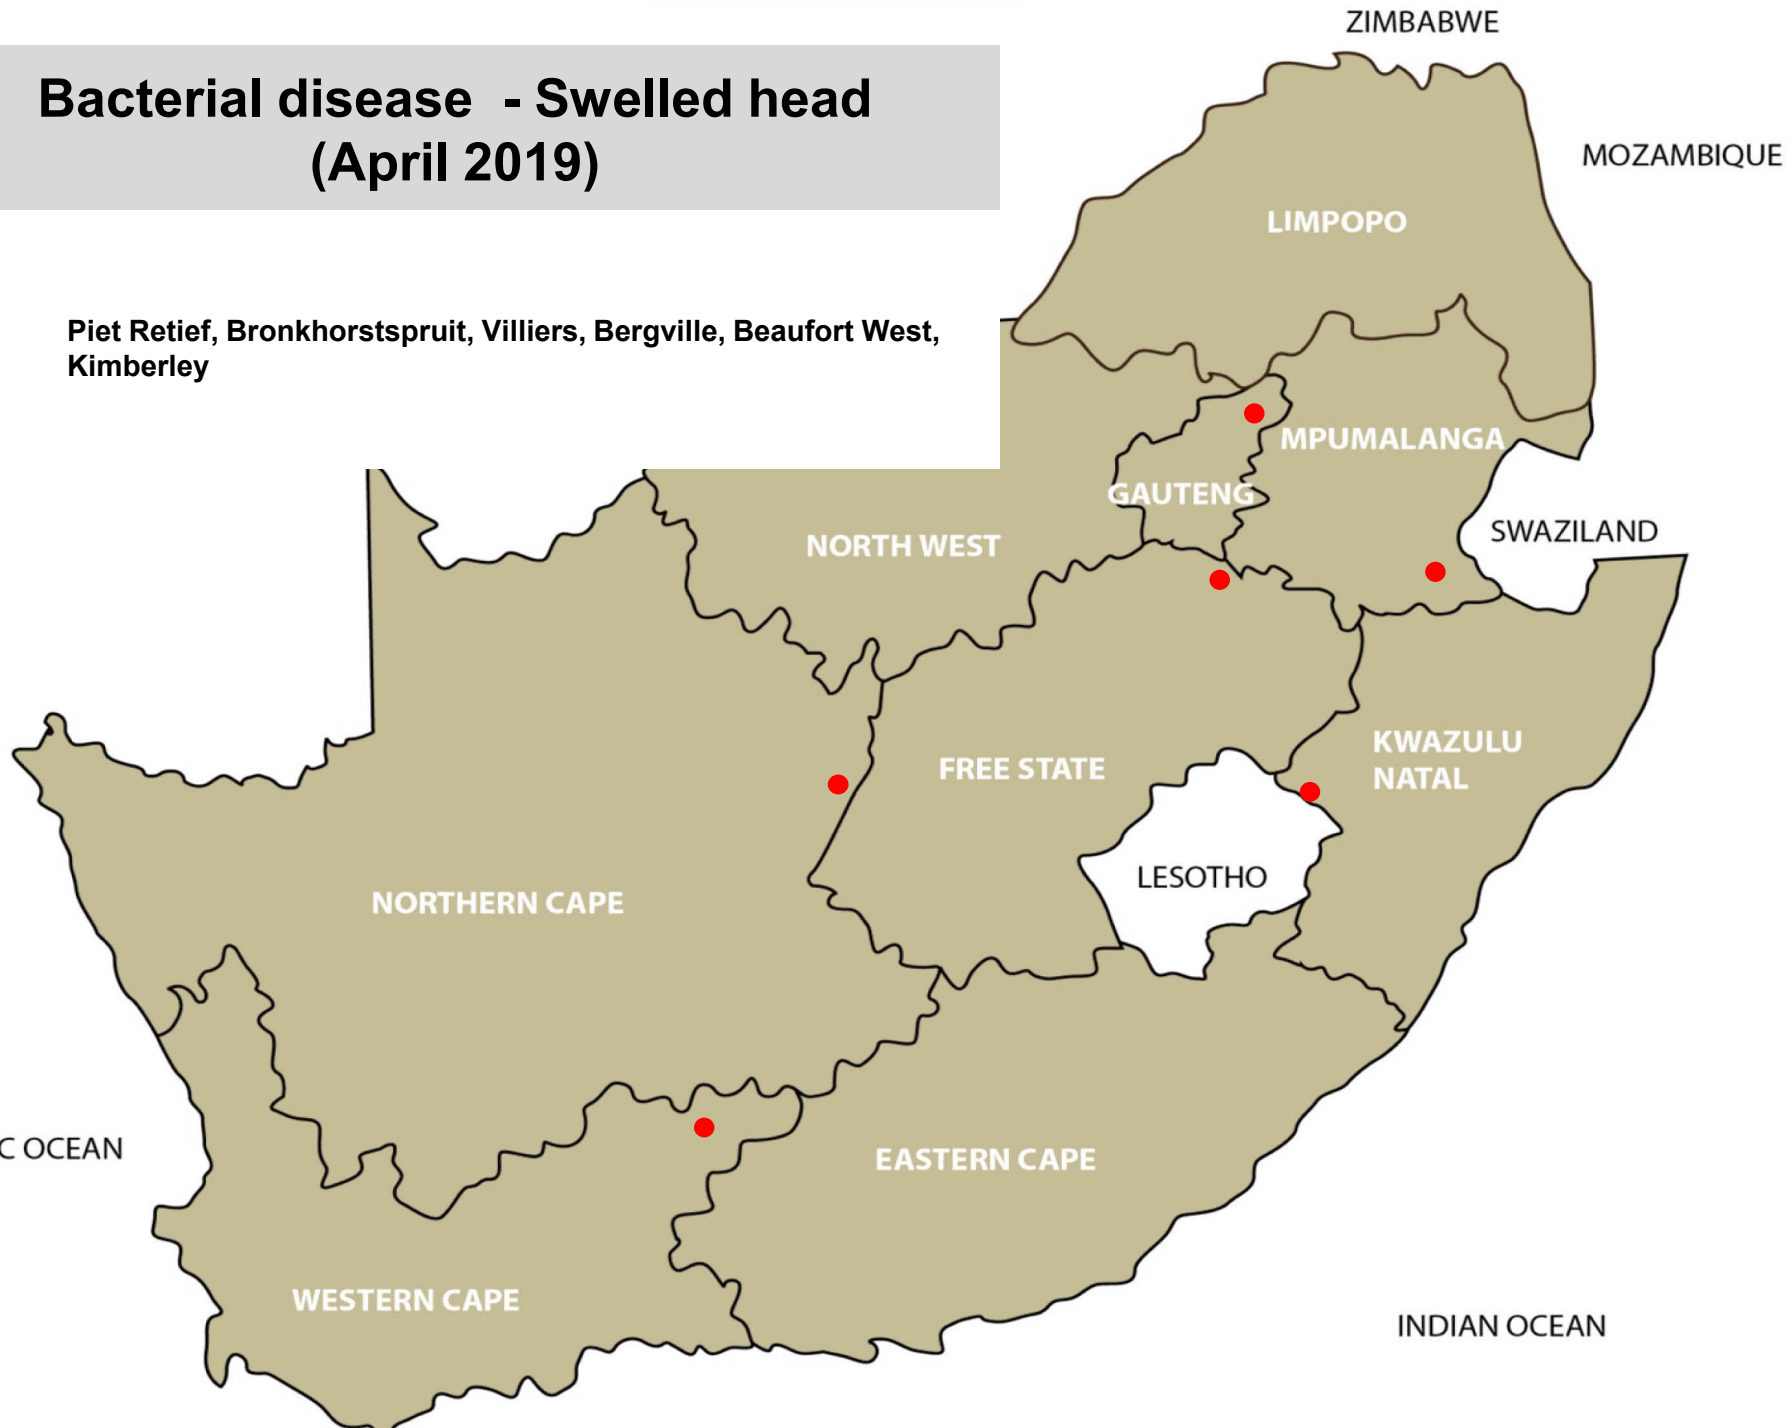 ZIMBABWE
Bacterial disease - Swelled head
(April 2019)
MOZAMBIQUE
LIMPOPO
Piet Retief, Bronkhorstspruit, Villiers, Bergville, Beaufort West,
Kimberley
MPUMALANGA
GAUTENG
SWAZILAND
NORTH WEST
KWAZULU
NATAL
FREE STATE
LESOTHO
NORTHERN CAPE
C OCEAN
EASTERN CAPE
WESTERN CAPE
INDIAN OCEAN